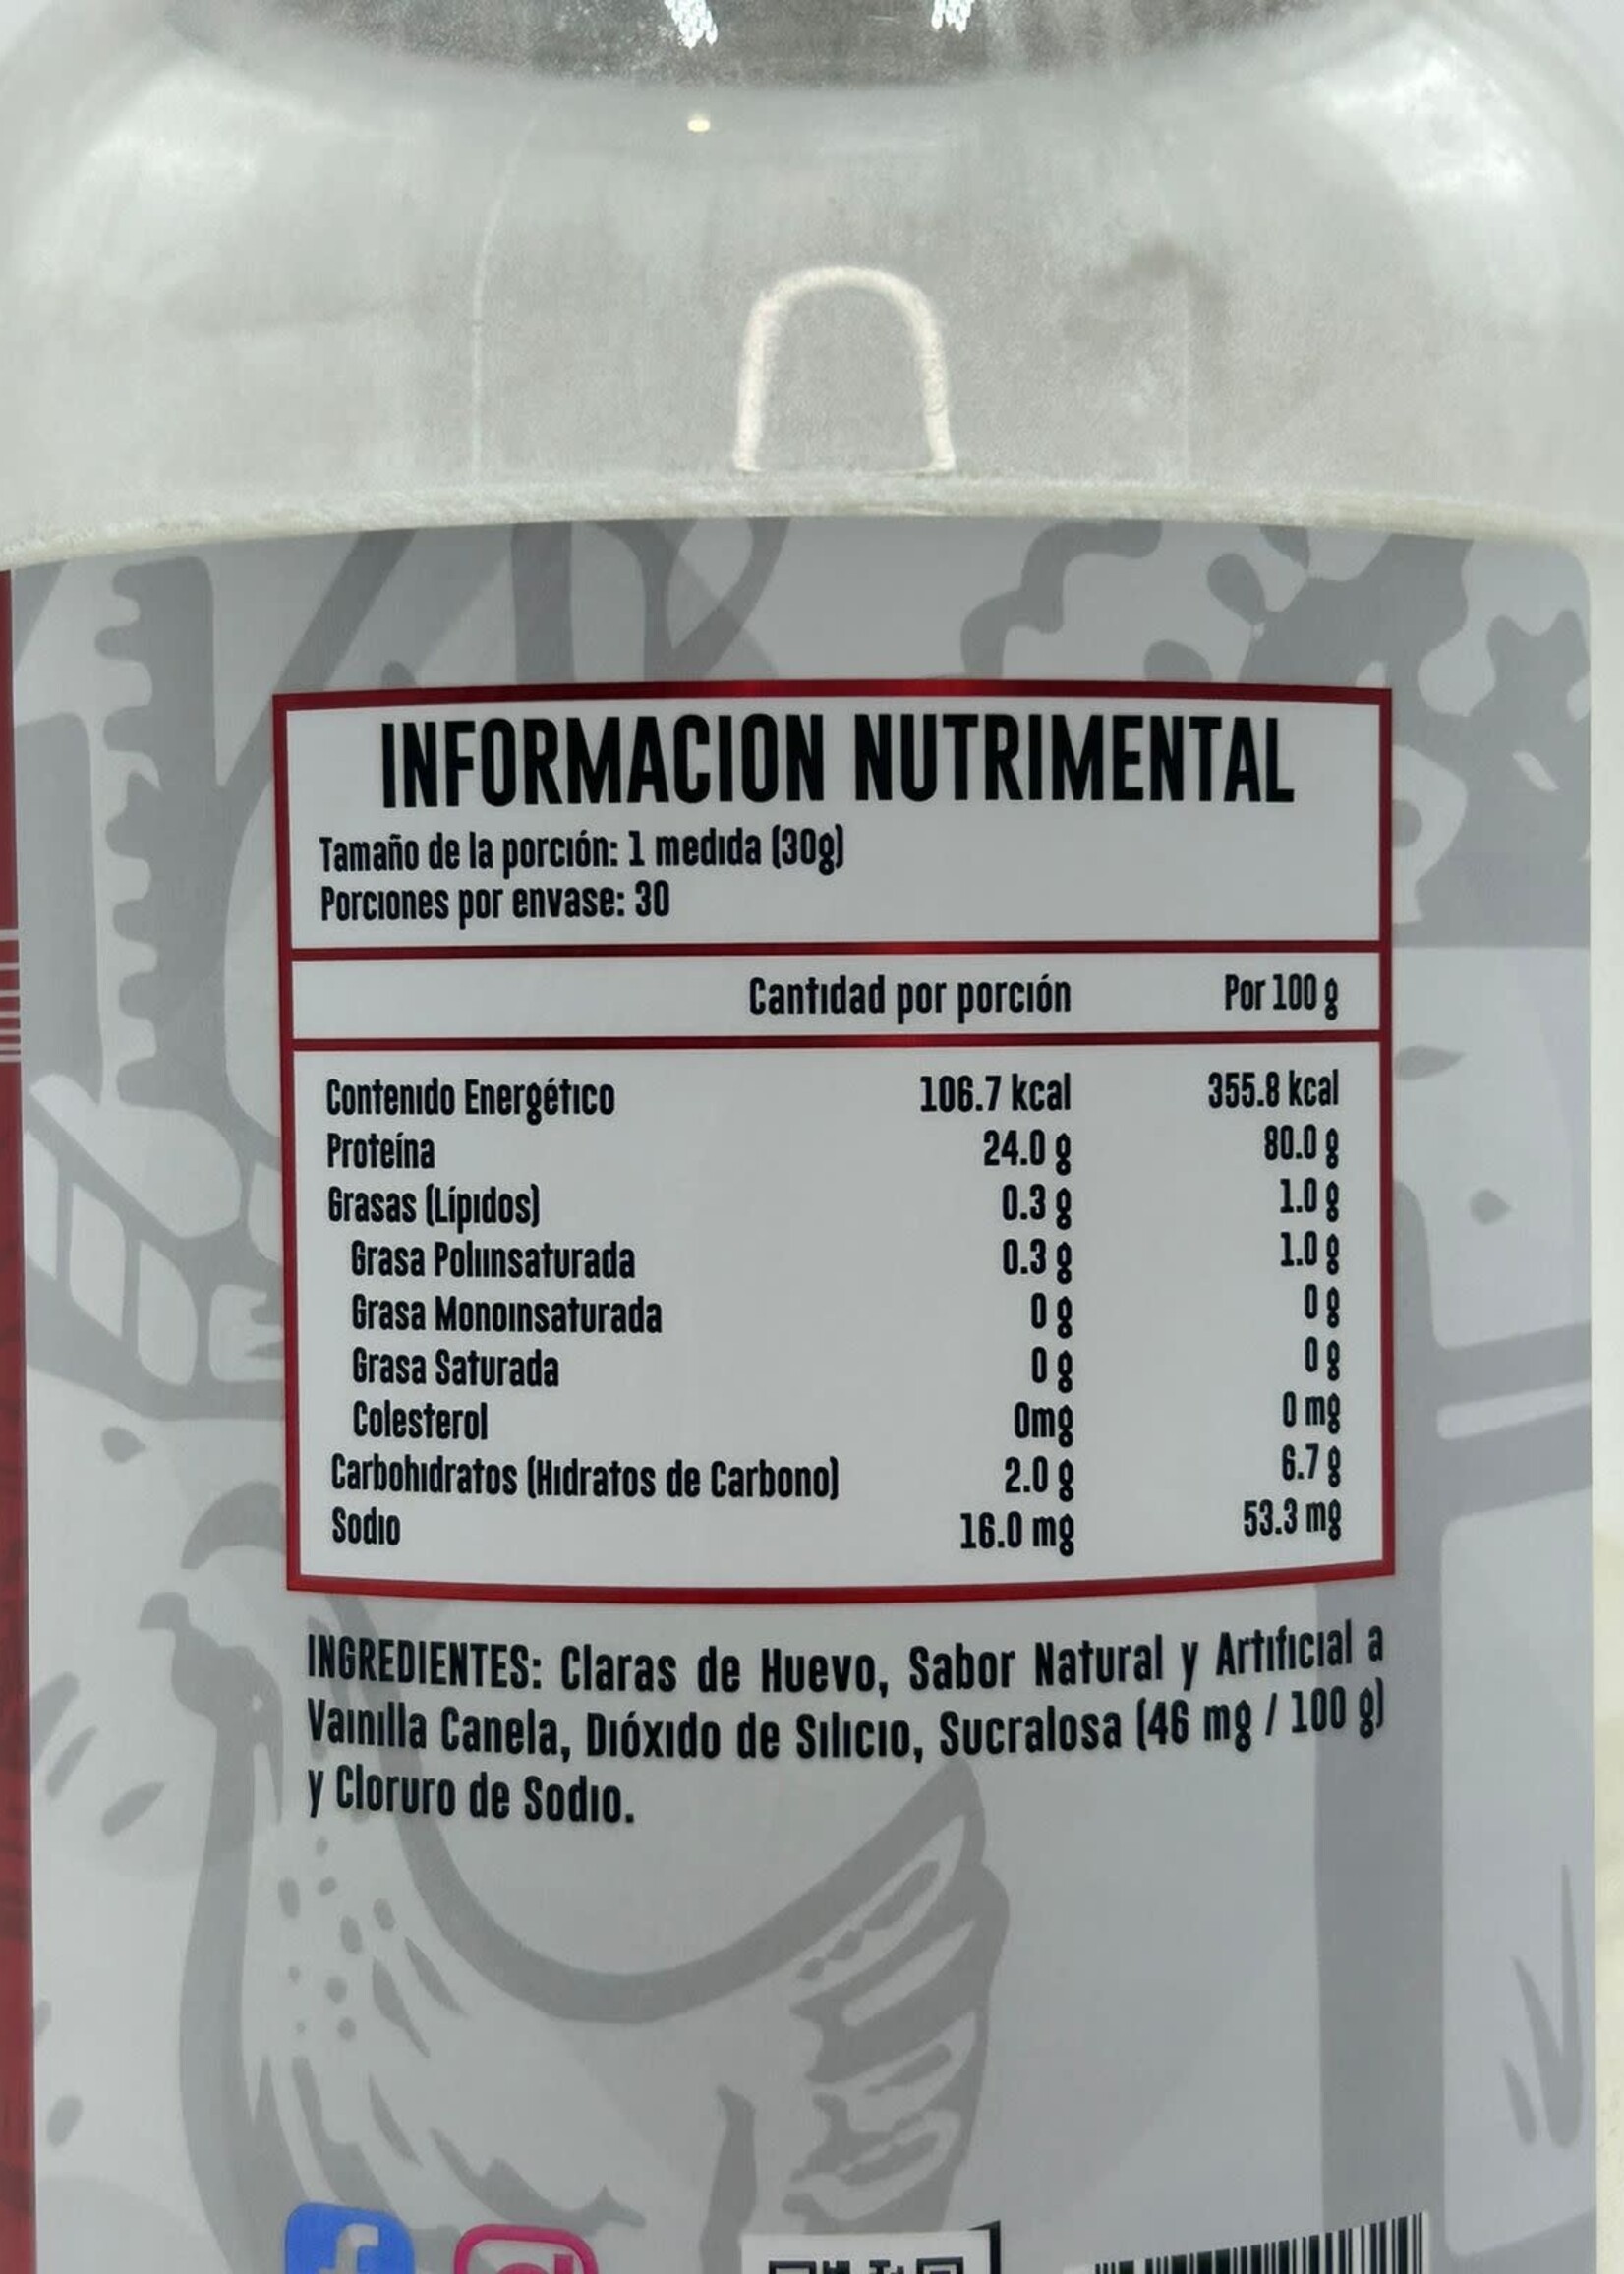 INFORMACION NUTRIMENTAL
Tamaño de la porción: 1 medida (30g)
Porciones por envase: 30
Cantidad por porción Por 100 g
Contenido Energético 106.7 kcal 355.8 kcal
Proteína 24.0 g 80.0 g
Grasas (Lípidos) 0.3 g 1.0 g
Grasa Poliinsaturada 0.3 g 1.0 g
Grasa Monoinsaturada 0 g 0 g
Grasa Saturada 0 g 0 g
Colesterol 0mg 0 mg
Carbohidratos (Hidratos de Carbono) 2.0 g 6.7 g
Sodio 16.0 mg 53.3 mg
INGREDIENTES: Claras de Huevo, Sabor Natural y Artificial a
Vainilla Canela, Dióxido de Silicio, Sucralosa (46 mg / 100 g)
y Cloruro de Sodio.